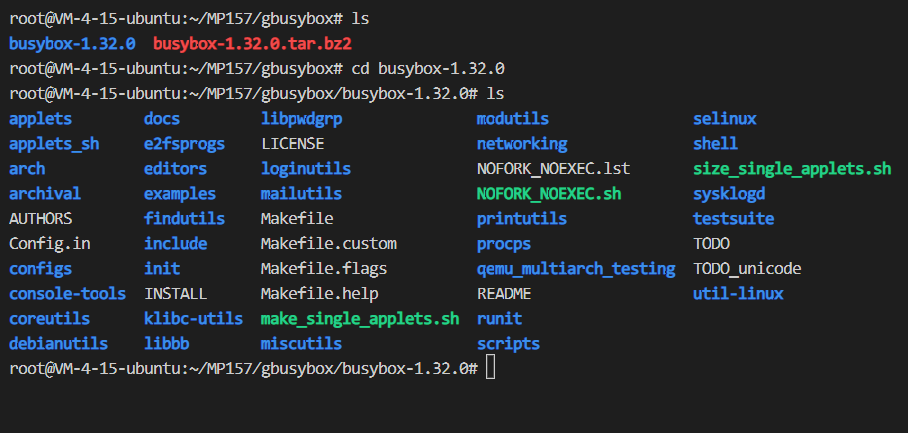 root@VM-4-15-ubuntu:~/MP157/gbusybox# ls
busybox-1.32.0  busybox-1.32.0.tar.bz2
root@VM-4-15-ubuntu:~/MP157/gbusybox# cd busybox-1.32.0
root@VM-4-15-ubuntu:~/MP157/gbusybox/busybox-1.32.0# ls
applets        docs         libpwdgrp               modutils                selinux
applets_sh     e2fsprogs    LICENSE                 networking              shell
arch           editors      loginutils              NOFORK_NOEXEC.lst       size_single_applets.sh
archival       examples     mailutils               NOFORK_NOEXEC.sh        sysklogd
AUTHORS        findutils    Makefile                printutils              testsuite
Config.in      include      Makefile.custom         procps                  TODO
configs        init         Makefile.flags          qemu_multiarch_testing  TODO_unicode
console-tools  INSTALL      Makefile.help           README                  util-linux
coreutils      klibc-utils  make_single_applets.sh  runit
debianutils    libbb        miscutils               scripts
root@VM-4-15-ubuntu:~/MP157/gbusybox/busybox-1.32.0#